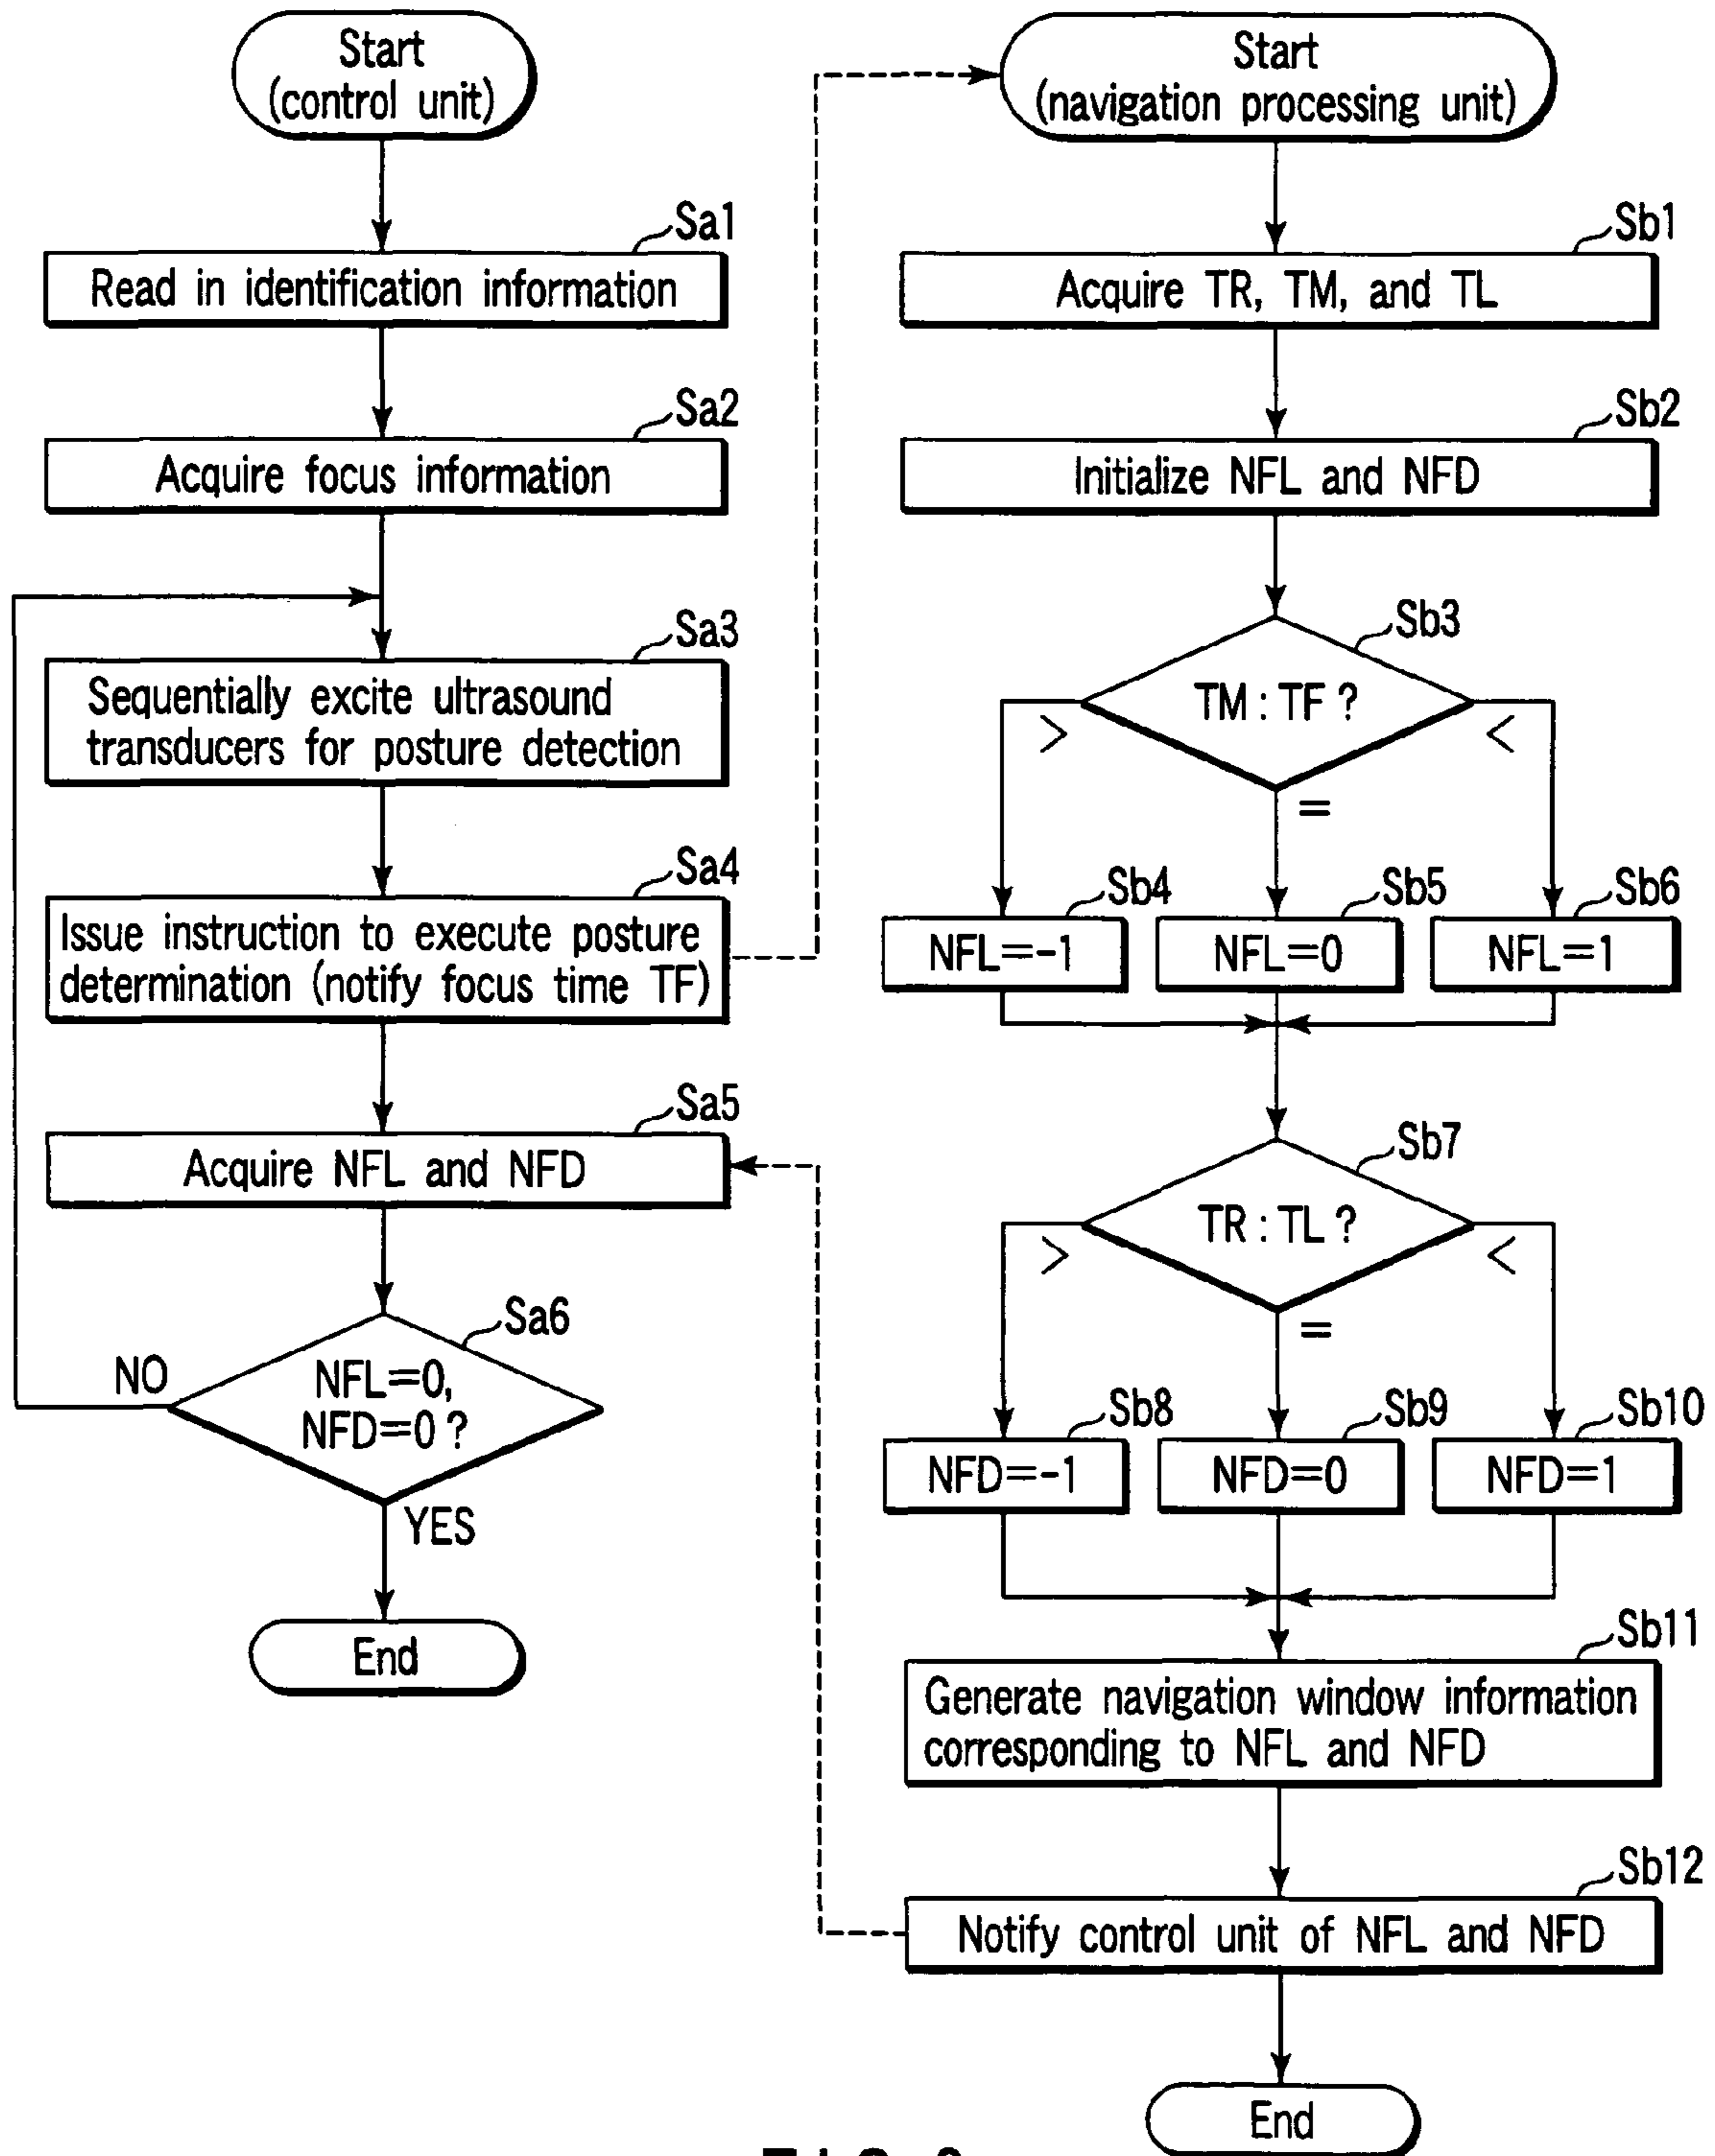 Start
(control unit)
Sa1
Read in identification information
Sa2
Acquire focus information
Sa3
Sequentially excite ultrasound
transducers for posture detection
Sa4
Issue instruction to execute posture
determination (notify focus time TF)
Sa5
Acquire NFL and NFD
Sa6
NFL=0,
NFD=0?
NO
YES
End
Start
(navigation processing unit)
Sb1
Acquire TR, TM, and TL
Sb2
Initialize NFL and NFD
Sb3
TM : TF ?
>
=
<
Sb4
NFL=-1
Sb5
NFL=0
Sb6
NFL=1
Sb7
TR : TL ?
>
=
<
Sb8
NFD=-1
Sb9
NFD=0
Sb10
NFD=1
Sb11
Generate navigation window information
corresponding to NFL and NFD
Sb12
Notify control unit of NFL and NFD
End